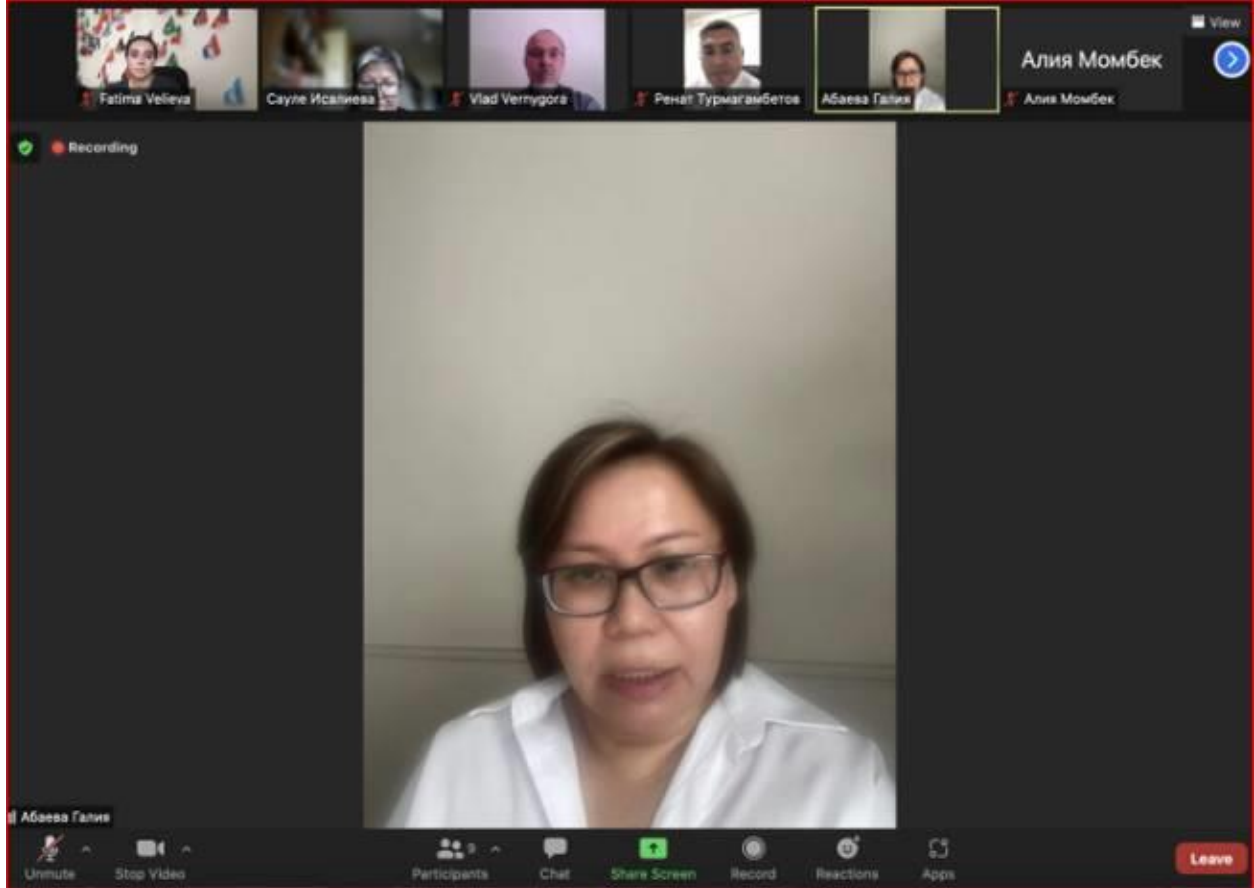 View
Fatima Velieva
Сауле Исалиева
Vlad Vernygora
Ренат Турмагамбетов
Абаева Галия
Алия Момбек
Алия Момбек
Recording
Абаева Галия
Unmute
Stop Video
9
Participants
Chat
Share Screen
Record
Reactions
Apps
Leave